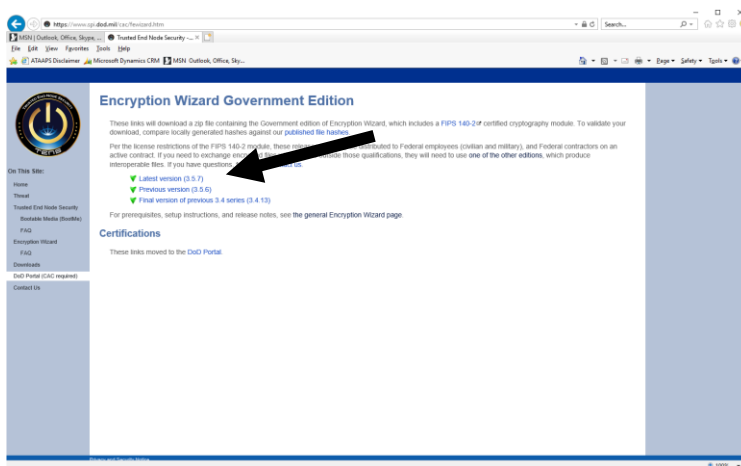 https://www.spi.dod.mil/cac/fewizard.htm
Search...
MSN | Outlook, Office, Skype, ...
Trusted End Node Security -...
File Edit View Favorites Tools Help
ATAAPS Disclaimer Microsoft Dynamics CRM MSN Outlook, Office, Sky...
Page Safety Tools
Encryption Wizard Government Edition
These links will download a zip file containing the Government edition of Encryption Wizard, which includes a FIPS 140-2 certified cryptography module. To validate your
download, compare locally generated hashes against our published file hashes.
Per the license restrictions of the FIPS 140-2 module, these distributed to Federal employees (civilian and military), and Federal contractors on an
active contract. If you need to exchange files outside those qualifications, they will need to use one of the other editions, which produce
interoperable files. If you have questions, us.
Latest version (3.5.7)
Previous version (3.5.6)
Final version of previous 3.4 series (3.4.13)
For prerequisites, setup instructions, and release notes, see the general Encryption Wizard page.
Certifications
These links moved to the DoD Portal.
TENS
On This Site:
Home
Threat
Trusted End Node Security
Bootable Media (BootMe)
FAQ
Encryption Wizard
FAQ
Downloads
DoD Portal (CAC required)
Contact Us
Privacy and Security Notice
100%